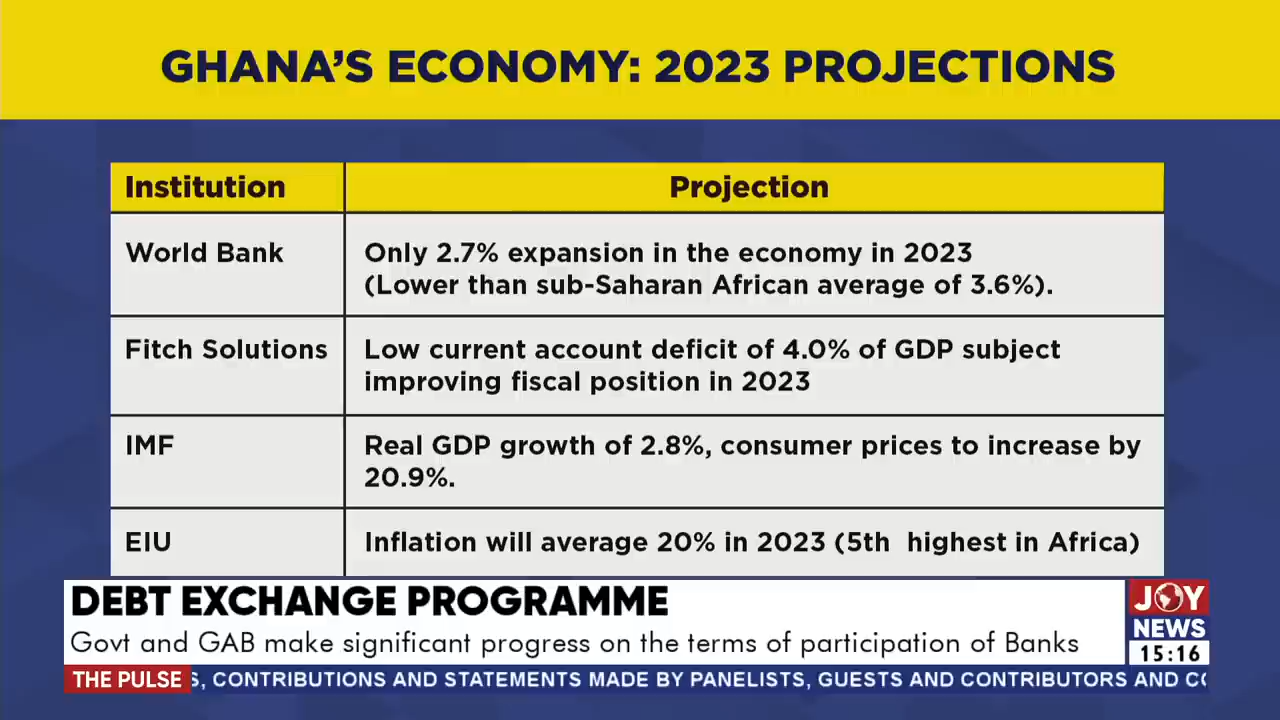 GHANA'S ECONOMY: 2023 PROJECTIONS
Institution
Projection
World Bank
Only 2.7% expansion in the economy in 2023
(Lower than sub-Saharan African average of 3.6%).
Fitch Solutions
Low current account deficit of 4.0% of GDP subject
improving fiscal position in 2023
IMF
Real GDP growth of 2.8%, consumer prices to increase by
20.9%.
EIU
Inflation will average 20% in 2023 (5th highest in Africa)
DEBT EXCHANGE PROGRAMME
Govt and GAB make significant progress on the terms of participation of Banks
JOY
NEWS
15:16
THE PULSE
, CONTRIBUTIONS AND STATEMENTS MADE BY PANELISTS, GUESTS AND CONTRIBUTORS AND